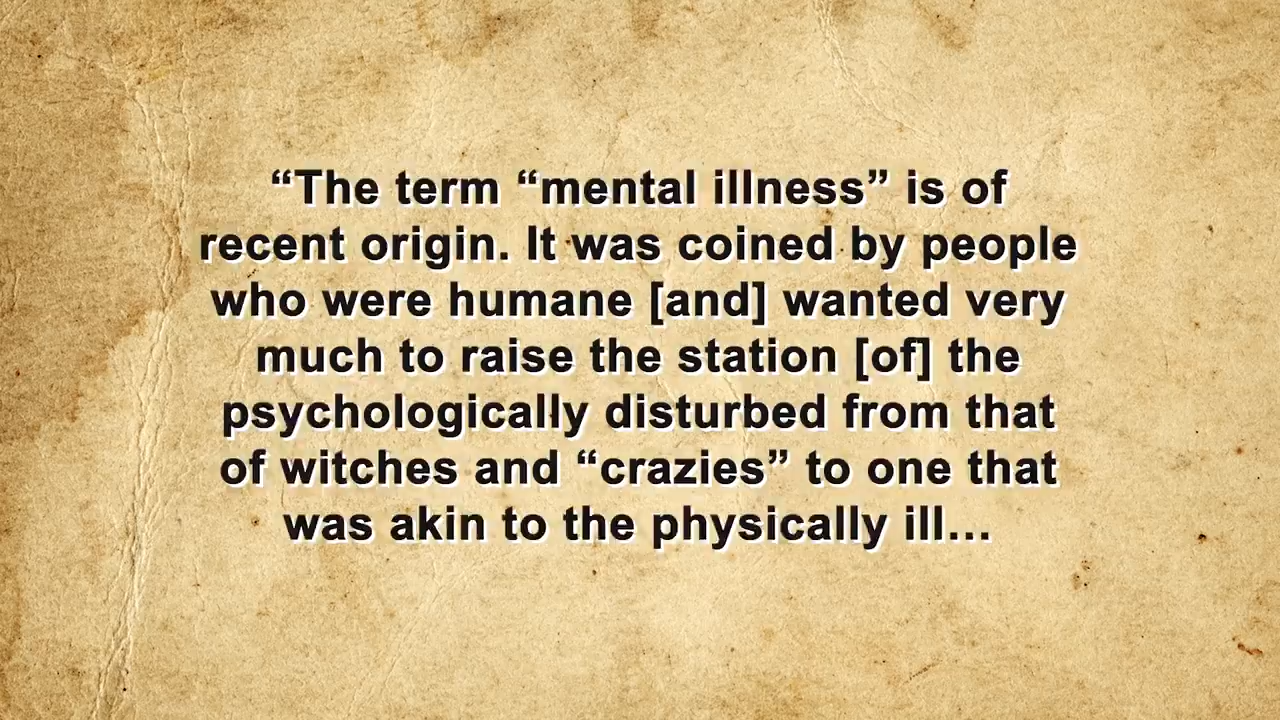 “The term “mental illness” is of
recent origin. It was coined by people
who were humane [and] wanted very
much to raise the station [of] the
psychologically disturbed from that
of witches and “crazies” to one that
was akin to the physically ill...